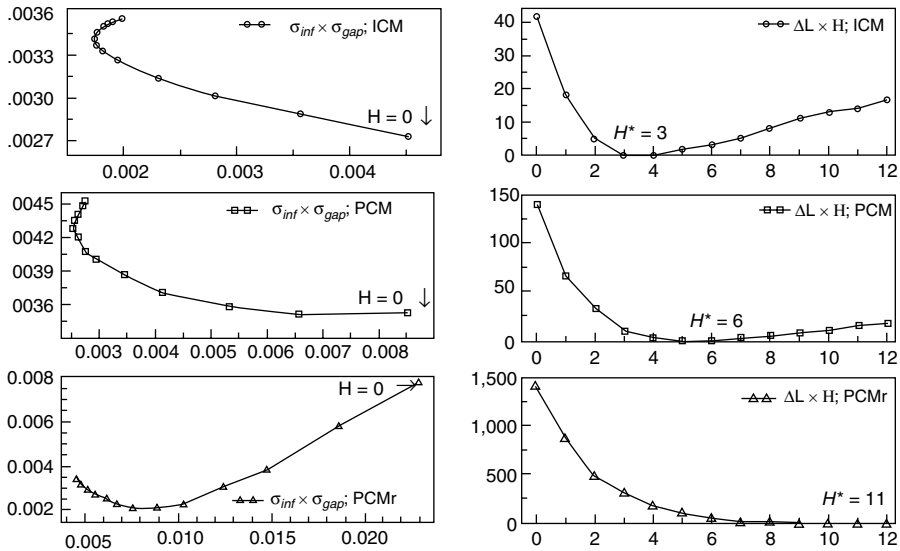 .0036
.0033
.0030
.0027
σinf × σgap; ICM
H = 0 ↓
0.002
0.003
0.004
40
30
20
10
0
ΔL × H; ICM
H* = 3
0 2 4 6 8 10 12
0045
0042
0039
0036
σinf × σgap; PCM
H = 0 ↓
0.003 0.004 0.005 0.006 0.007 0.008
150
100
50
0
ΔL × H; PCM
H* = 6
0 2 4 6 8 10 12
0.008
0.006
0.004
0.002
H = 0
σinf × σgap; PCMr
0.005 0.010 0.015 0.020
1,500
1,000
500
0
ΔL × H; PCMr
H* = 11
0 2 4 6 8 10 12